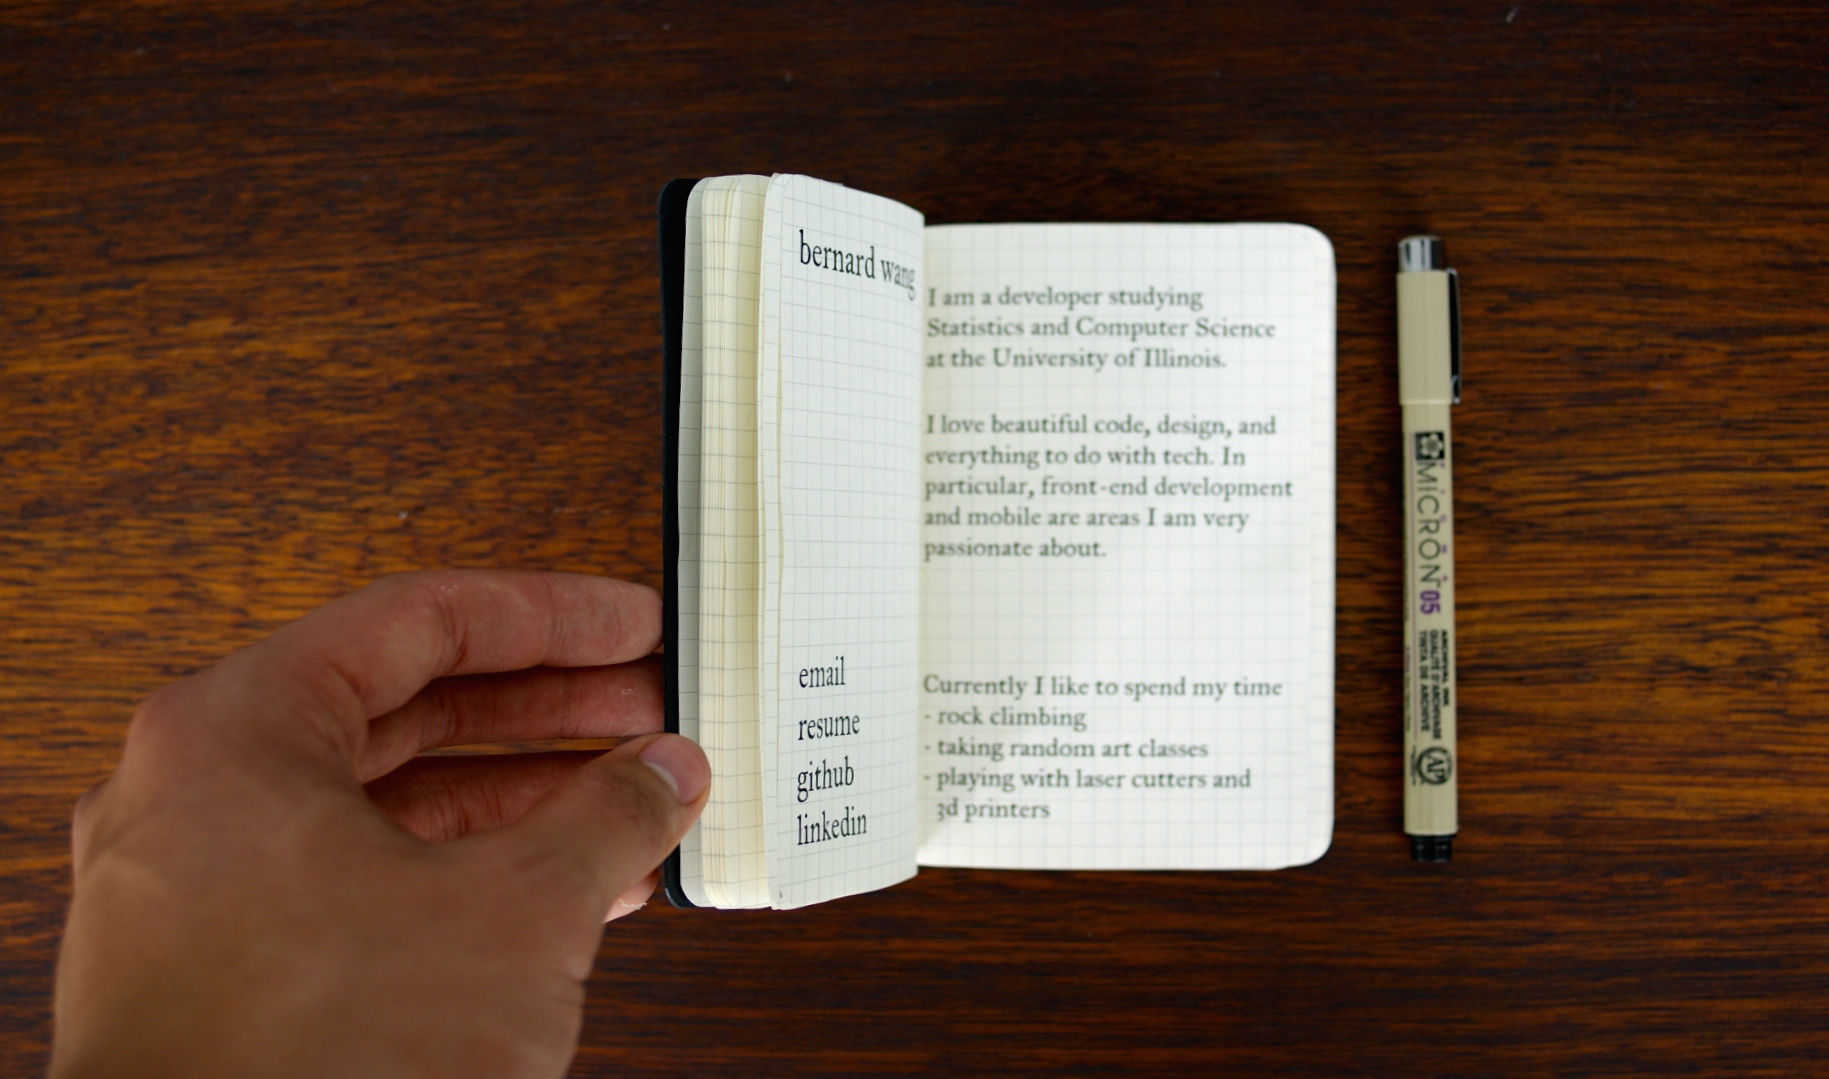 bernard wang
email
resume
github
linkedin
I am a developer studying
Statistics and Computer Science
at the University of Illinois.
I love beautiful code, design, and
everything to do with tech. In
particular, front-end development
and mobile are areas I am very
passionate about.
Currently I like to spend my time
- rock climbing
- taking random art classes
- playing with laser cutters and
3d printers
MICRON 05
ARCHIVAL INK
QUALITÉ D'ARCHIVAGE
TINTA DE ARCHIVE
AP